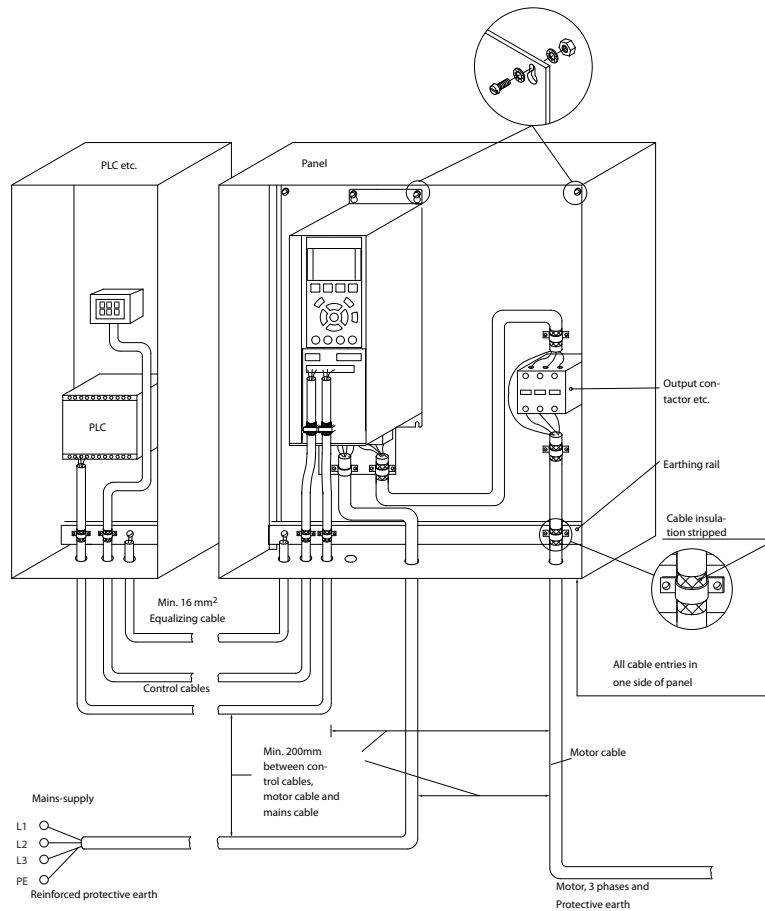 PLC etc.
Panel
PLC
Output con-
tactor etc.
Earthing rail
Cable insula-
tion stripped
Min. 16 mm²
Equalizing cable
Control cables
All cable entries in
one side of panel
Min. 200mm
between con-
trol cables,
motor cable and
mains cable
Motor cable
Mains-supply
L1
L2
L3
PE
Reinforced protective earth
Motor, 3 phases and
Protective earth